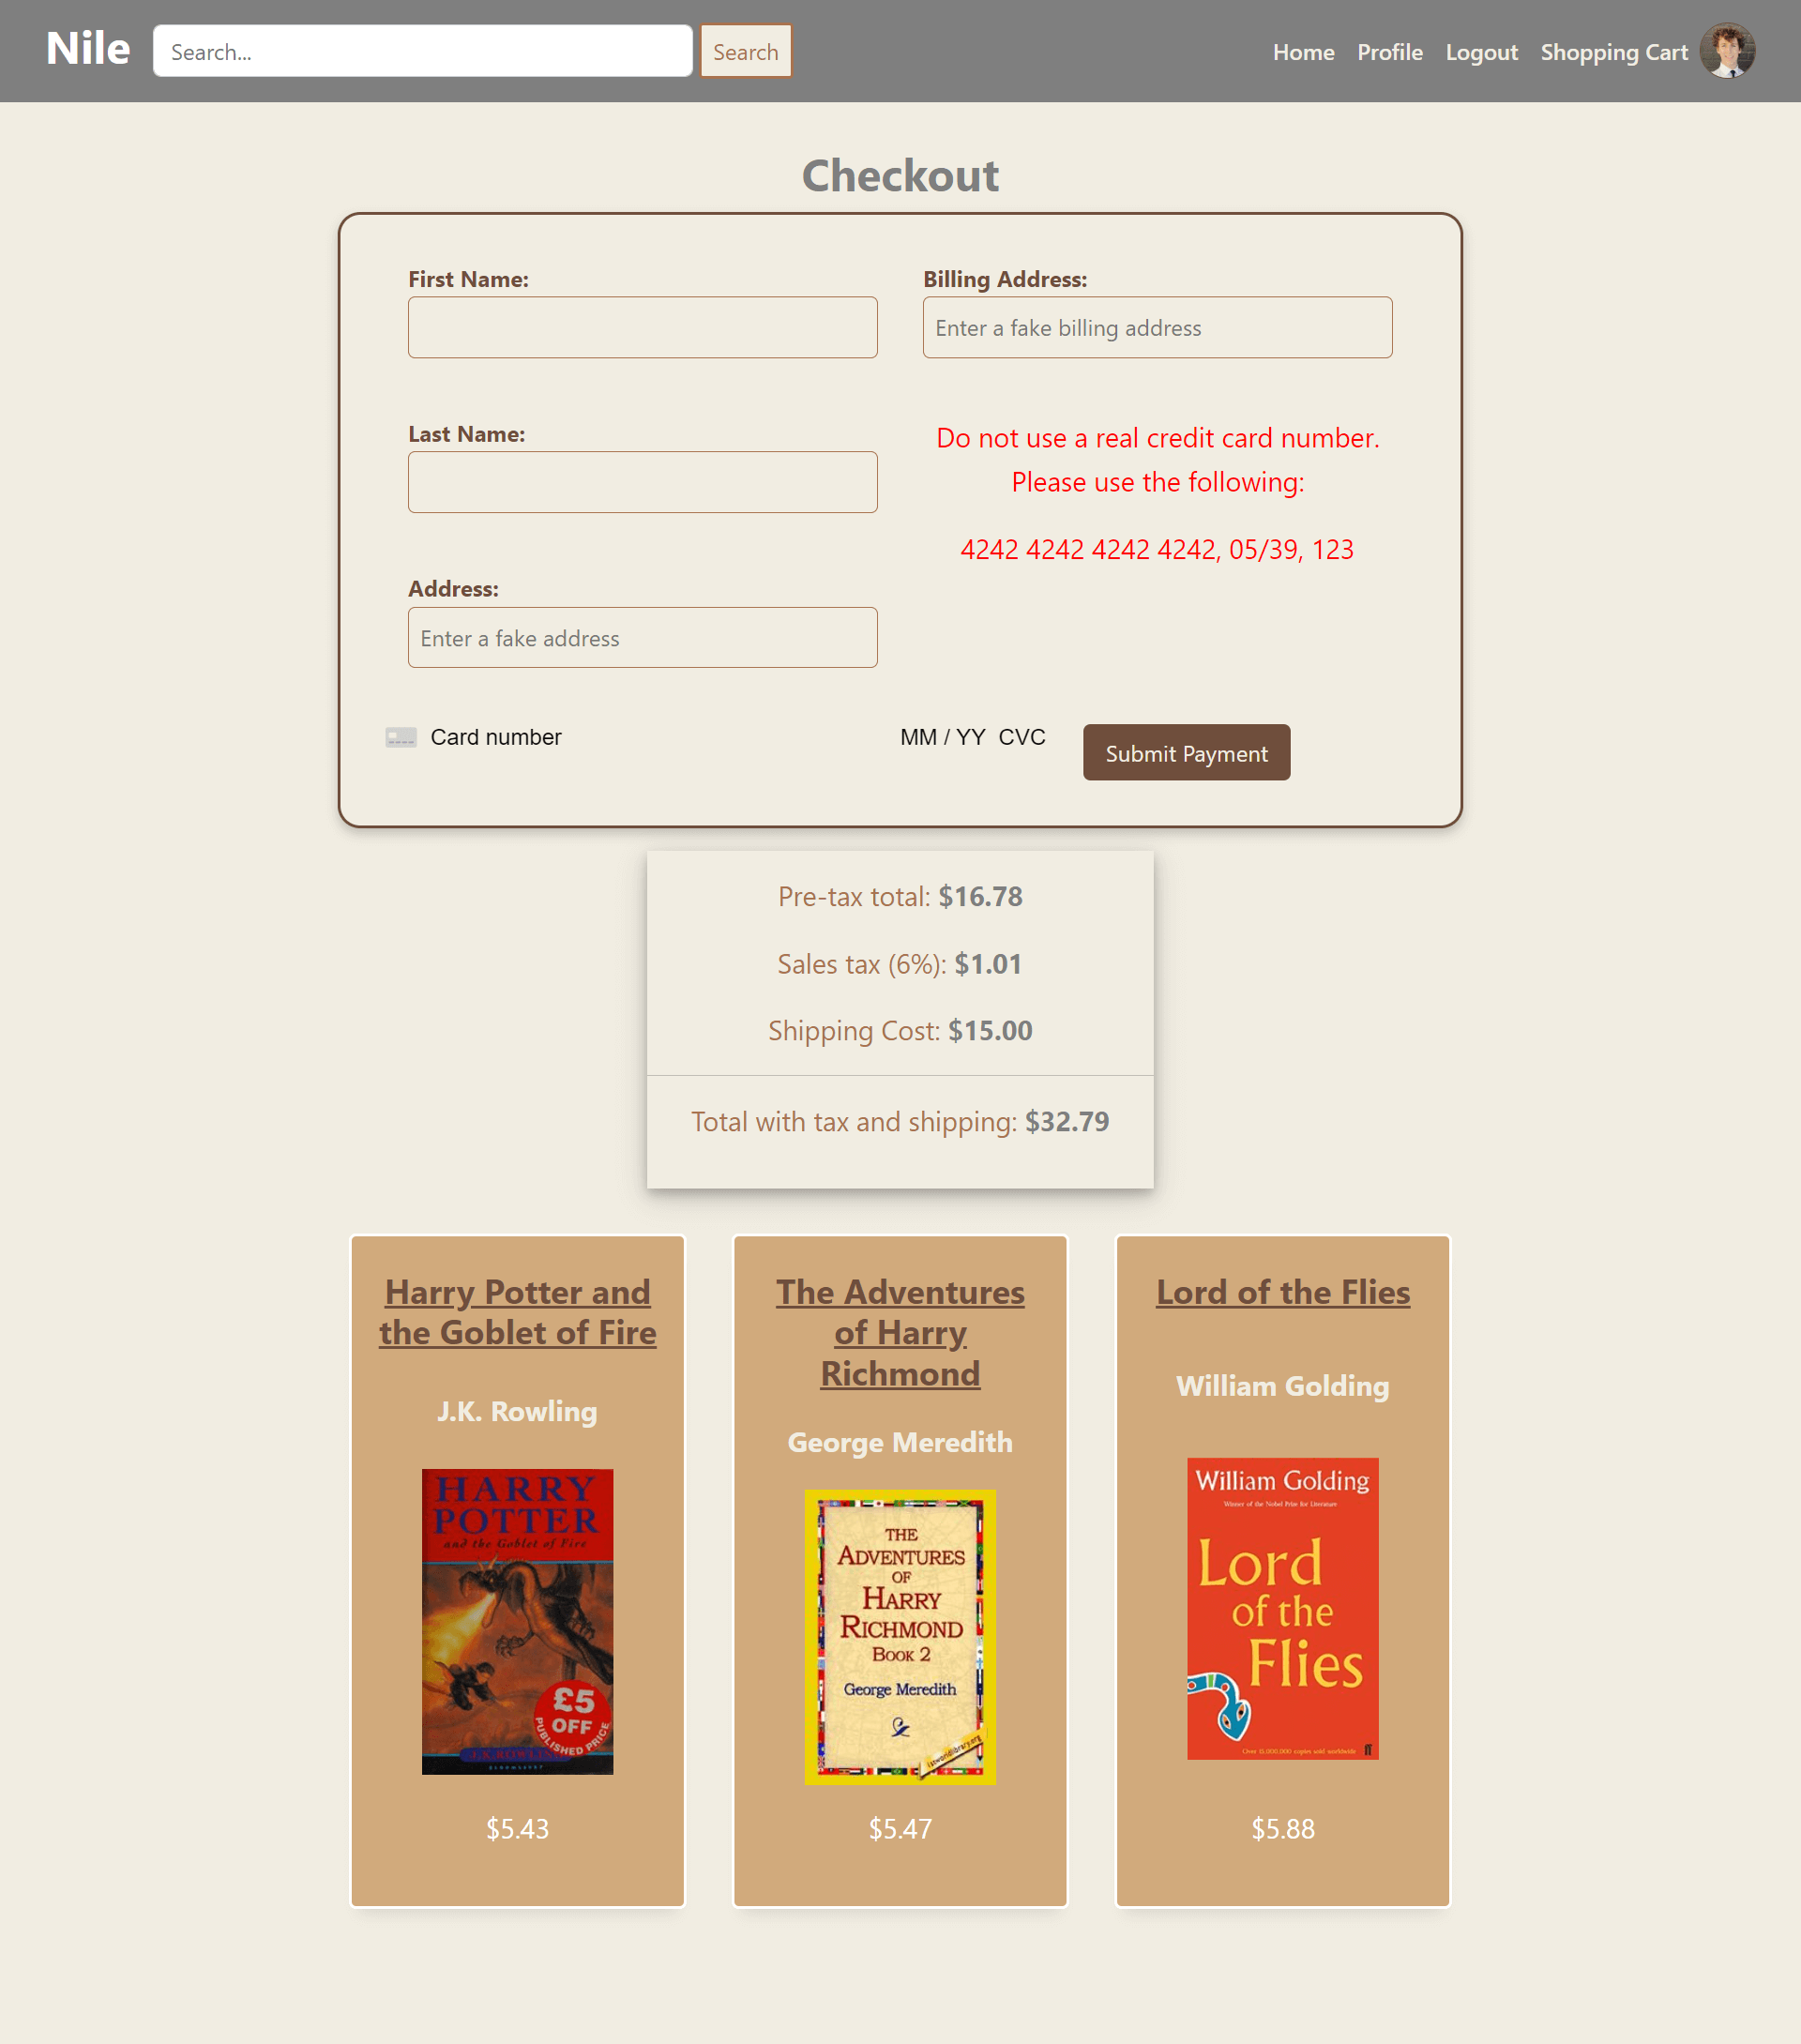 Nile
Search...
Search
Home
Profile
Logout
Shopping Cart
Checkout
First Name:
Billing Address:
Enter a fake billing address
Last Name:
Do not use a real credit card number.
Please use the following:
4242 4242 4242 4242, 05/39, 123
Address:
Enter a fake address
Card number
MM / YY CVC
Submit Payment
Pre-tax total: $16.78
Sales tax (6%): $1.01
Shipping Cost: $15.00
Total with tax and shipping: $32.79
Harry Potter and
the Goblet of Fire
J.K. Rowling
HARRY
POTTER
and the Goblet of Fire
£5
OFF
PUBLISHED PRICE
J.K.ROWLING
BLOOMSBURY
$5.43
The Adventures
of Harry
Richmond
George Meredith
THE
ADVENTURES
OF
HARRY
RICHMOND
BOOK 2
George Meredith
1stworldlibrary.org
$5.47
Lord of the Flies
William Golding
William Golding
Winner of the Nobel Prize for Literature
Lord
of the
Flies
copies sold worldwide
ff
$5.88